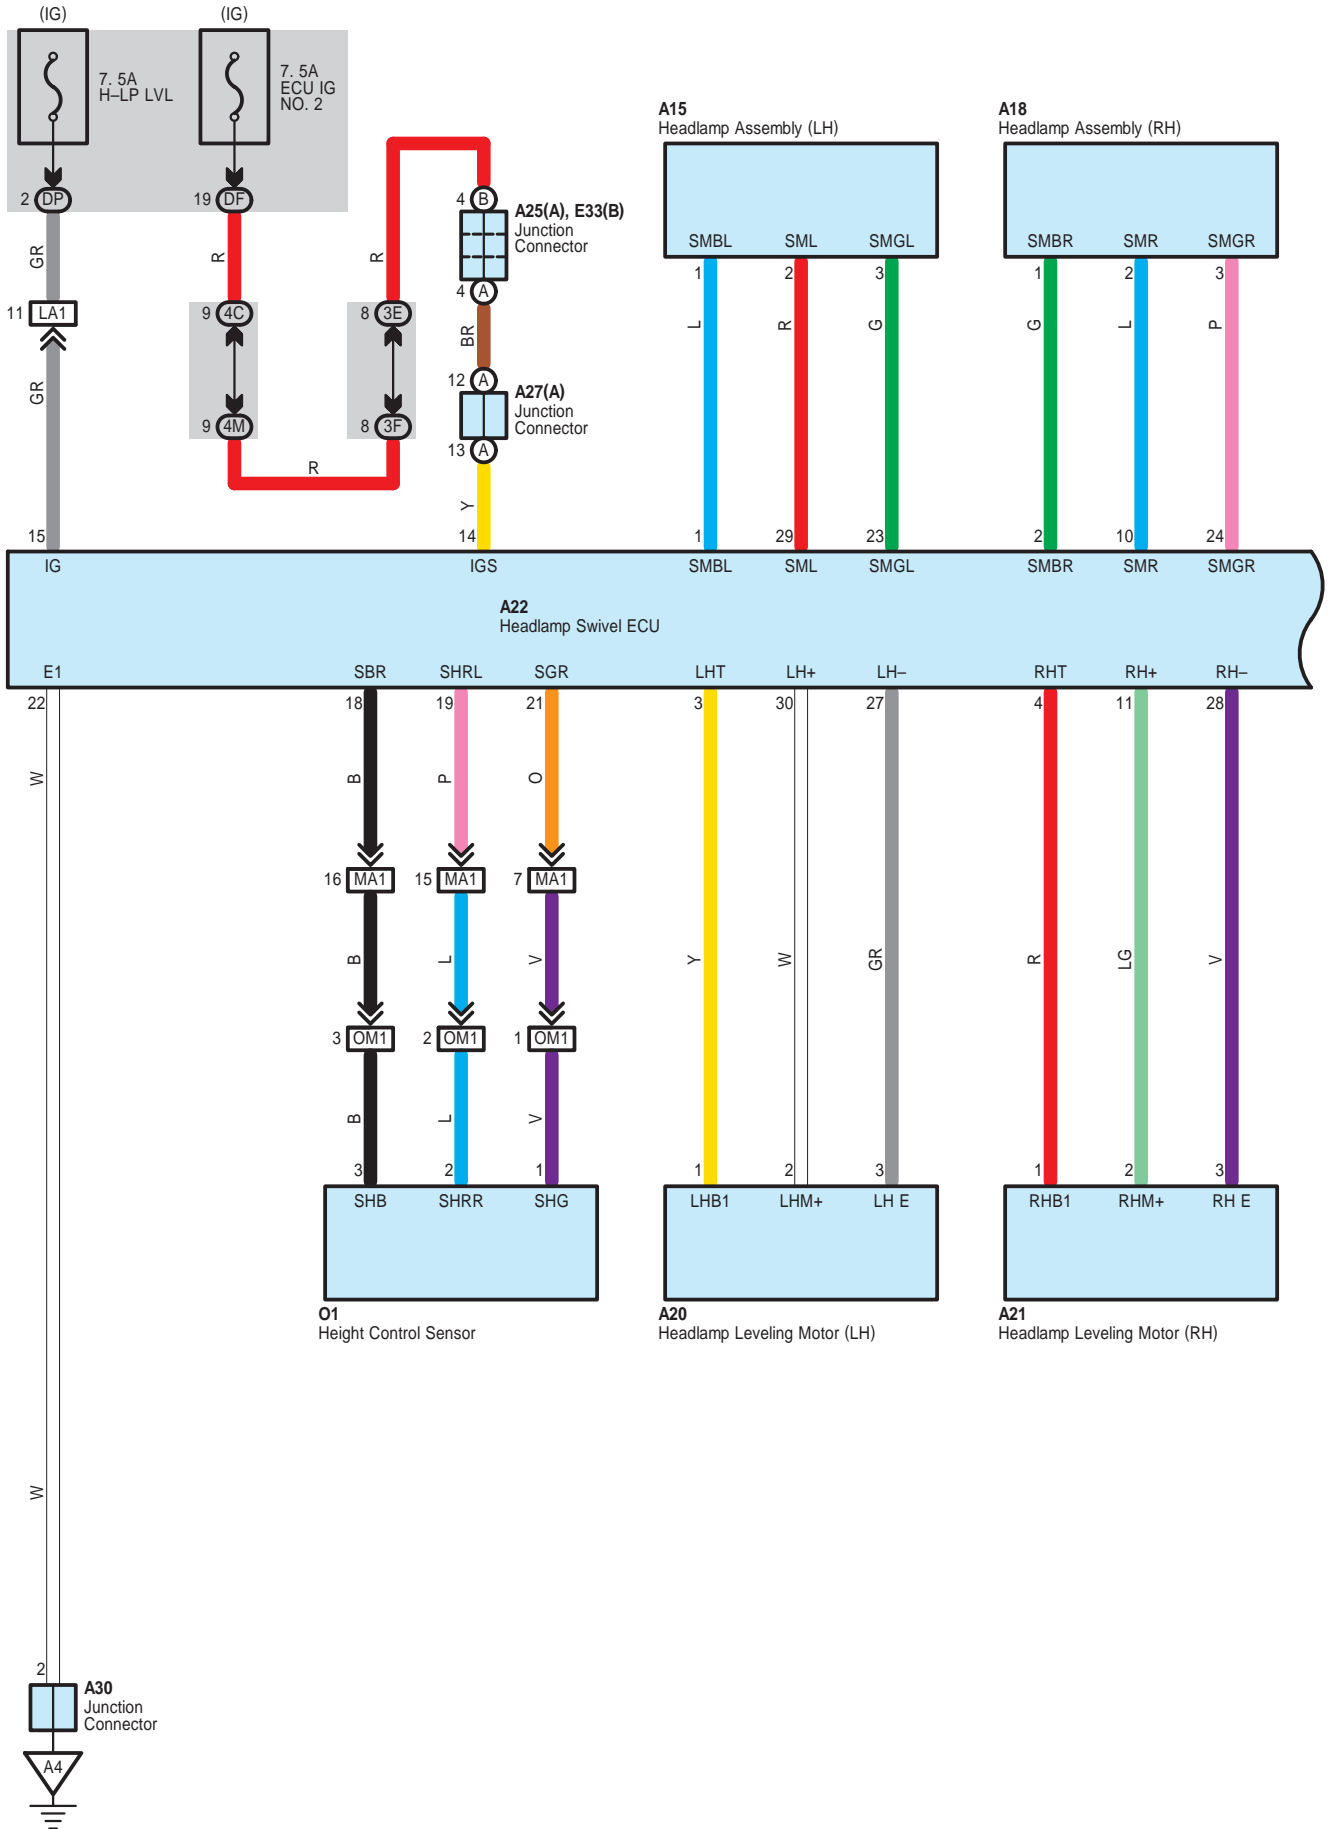 (IG) (IG)
7. 5A
H–LP LVL
7. 5A
ECU IG
NO. 2
A15
Headlamp Assembly (LH)
A18
Headlamp Assembly (RH)
2 DP 19 DF 4 B
A25(A), E33(B)
Junction
Connector
SMBL SML SMGL SMBR SMR SMGR
GR R R
1 2 3 1 2 3
4 A
11 LA1 9 4C 8 3E
BR L R G G L P
GR
12 A
A27(A)
Junction
Connector
9 4M 8 3F
13 A
R
Y
15 14 1 29 23 2 10 24
IG IGS SMBL SML SMGL SMBR SMR SMGR
A22
Headlamp Swivel ECU
E1 SBR SHRL SGR LHT LH+ LH– RHT RH+ RH–
22 18 19 21 3 30 27 4 11 28
W B P O
16 MA1 15 MA1 7 MA1
B L V Y W GR R LG V
3 OM1 2 OM1 1 OM1
B L V
3 2 1 1 2 3 1 2 3
SHB SHRR SHG LHB1 LHM+ LH E RHB1 RHM+ RH E
O1
Height Control Sensor
A20
Headlamp Leveling Motor (LH)
A21
Headlamp Leveling Motor (RH)
W
2
A30
Junction
Connector
A4